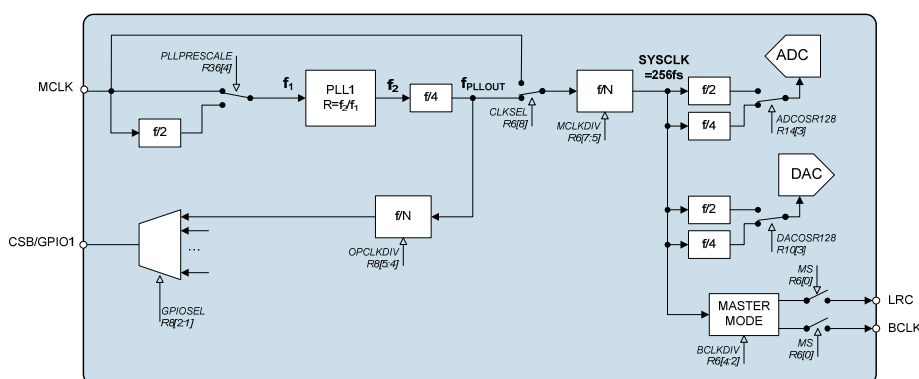 PLLPRESCALE
R36[4]
MCLK
f/2
f1
PLL1
R=f2/f1
f2
f/4
fPLLOUT
CLKSEL
R6[8]
f/N
MCLKDIV
R6[7:5]
SYSCLK
=256fs
f/2
f/4
ADC
ADCOSR128
R14[3]
DAC
f/2
f/4
DACOSR128
R10[3]
CSB/GPIO1
...
GPIOSEL
R8[2:1]
f/N
OPCLKDIV
R8[5:4]
MASTER
MODE
BCLKDIV
R6[4:2]
MS
R6[0]
LRC
BCLK
MS
R6[0]